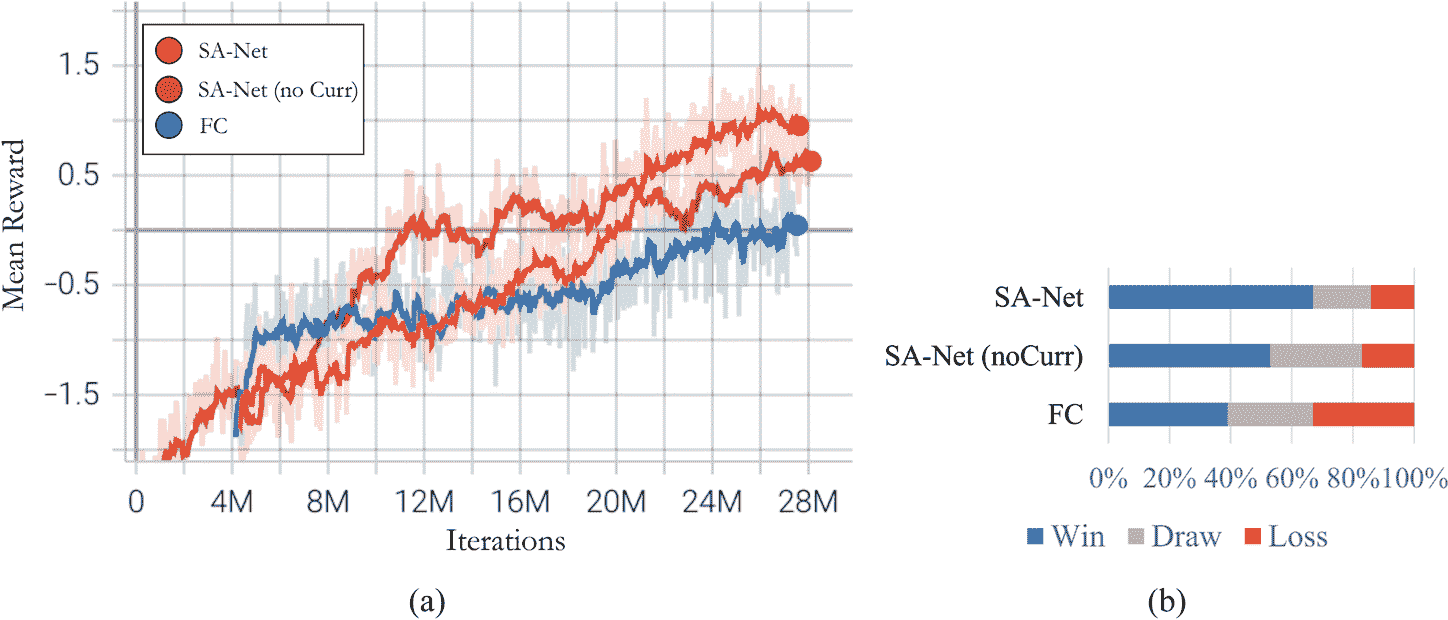 SA-Net
SA-Net (no Curr)
FC
Mean Reward
1.5
0.5
−0.5
−1.5
0 4M 8M 12M 16M 20M 24M 28M
Iterations
(a)
SA-Net
SA-Net (noCurr)
FC
0% 20% 40% 60% 80%100%
Win Draw Loss
(b)